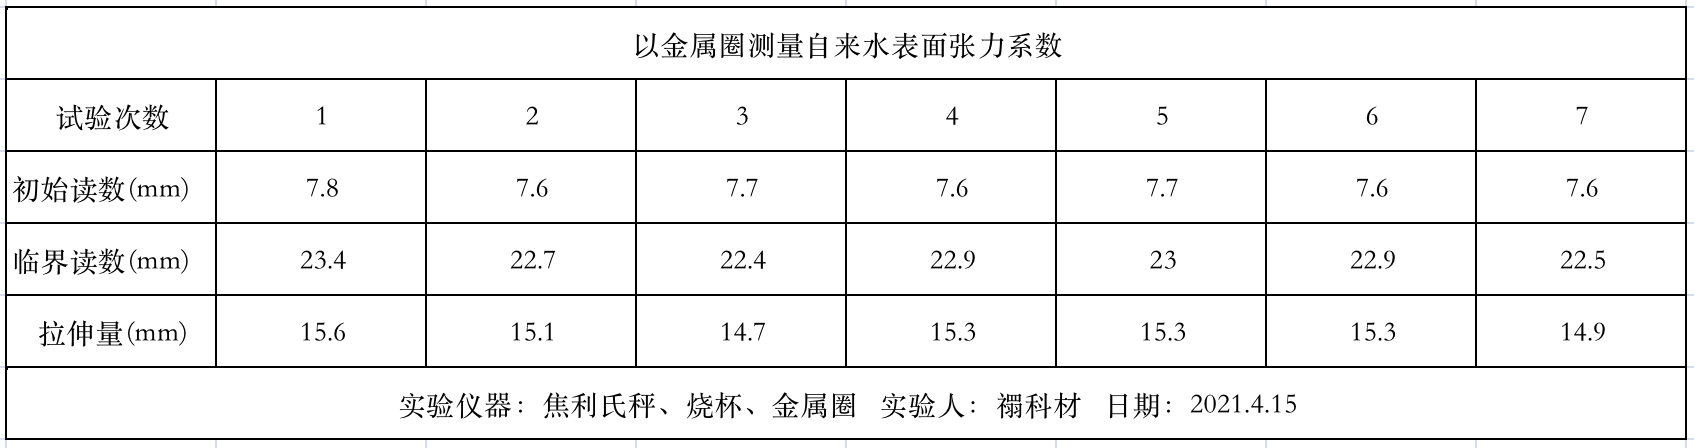 以金属圈测量自来水表面张力系数
试验次数 1 2 3 4 5 6 7
初始读数(mm) 7.8 7.6 7.7 7.6 7.7 7.6 7.6
临界读数(mm) 23.4 22.7 22.4 22.9 23 22.9 22.5
拉伸量(mm) 15.6 15.1 14.7 15.3 15.3 15.3 14.9
实验仪器：焦利氏秤、烧杯、金属圈 实验人：禤科材 日期：2021.4.15